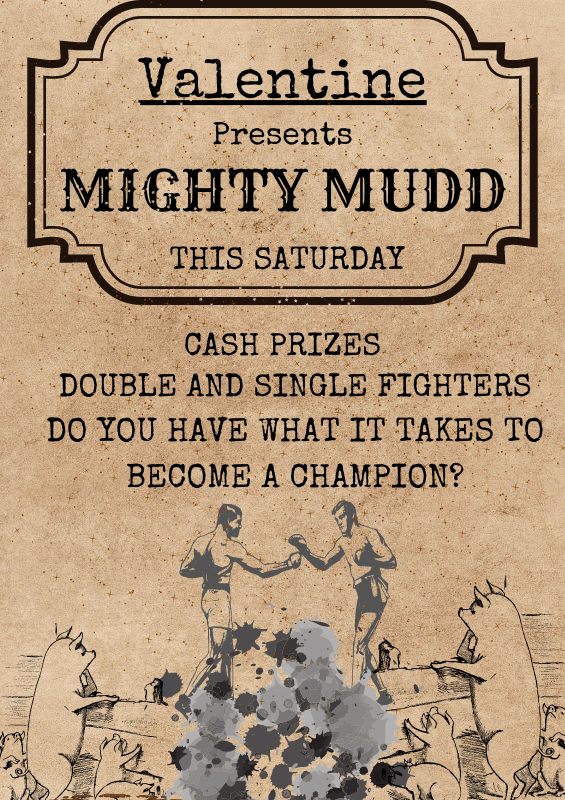 Valentine
Presents
MIGHTY MUDD
THIS SATURDAY
CASH PRIZES
DOUBLE AND SINGLE FIGHTERS
DO YOU HAVE WHAT IT TAKES TO
BECOME A CHAMPION?